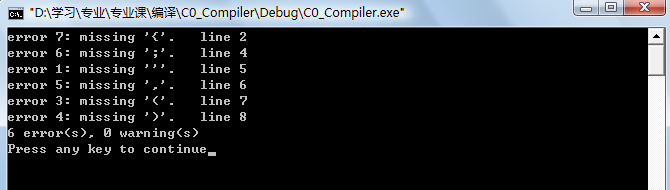 "D:\学习\专业\专业课\编译\C0_Compiler\Debug\C0_Compiler.exe"
error 7: missing '{'.   line 2
error 6: missing ';'.   line 4
error 1: missing '''.   line 5
error 5: missing ','.   line 6
error 3: missing '('.   line 7
error 4: missing ')'.   line 8
6 error(s), 0 warning(s)
Press any key to continue_